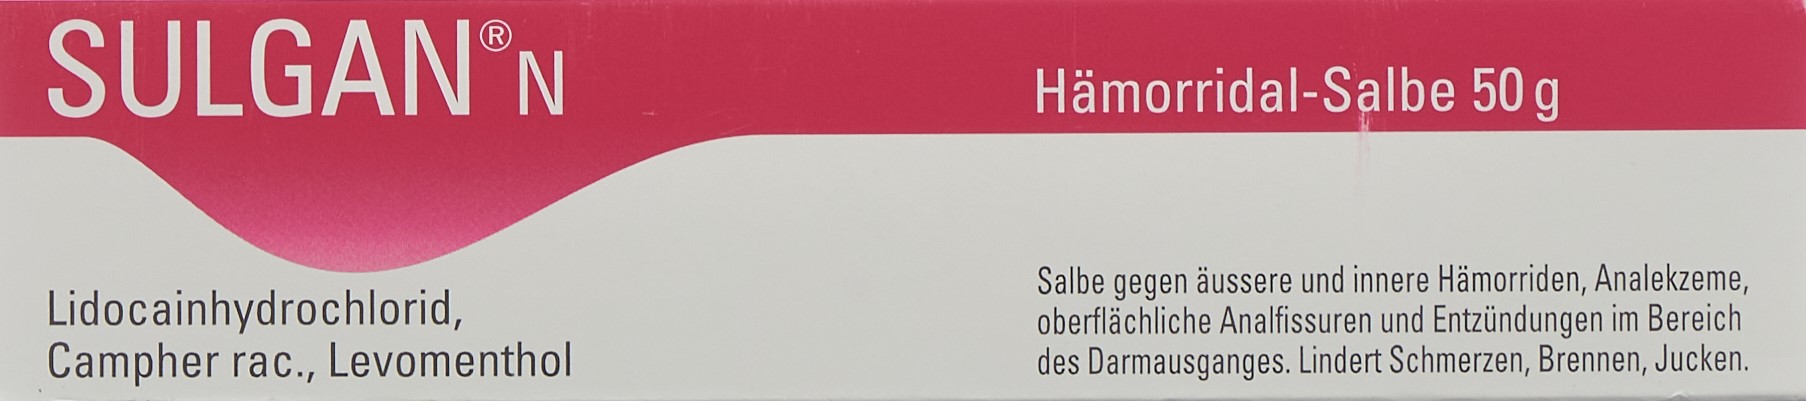 SULGAN® N
Hämorridal-Salbe 50 g
Lidocainhydrochlorid,
Campher rac., Levomenthol
Salbe gegen äussere und innere Hämorriden, Analekzeme,
oberflächliche Analfissuren und Entzündungen im Bereich
des Darmausganges. Lindert Schmerzen, Brennen, Jucken.